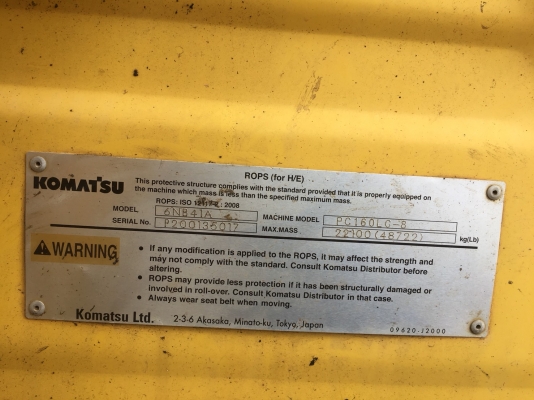 ROPS (for H/E)
KOMATSU
This protective structure complies with the standard provided that it is properly equipped on
the machine which mass is less than the specified maximum mass.
ROPS: ISO 2008
MODEL 6NB41A MACHINE MODEL PC160LC-8
SERIAL No. P200135017 MAX.MASS 22100(48722) kg(Lb)
WARNING
• If any modification is applied to the ROPS, it may affect the strength and
may not comply with the standard. Consult Komatsu Distributor before
altering.
• ROPS may provide less protection if it has been structurally damaged or
involved in roll-over. Consult Komatsu Distributor in that case.
• Always wear seat belt when moving.
Komatsu Ltd. 2-3-6 Akasaka, Minato-ku, Tokyo, Japan
09620-J2000